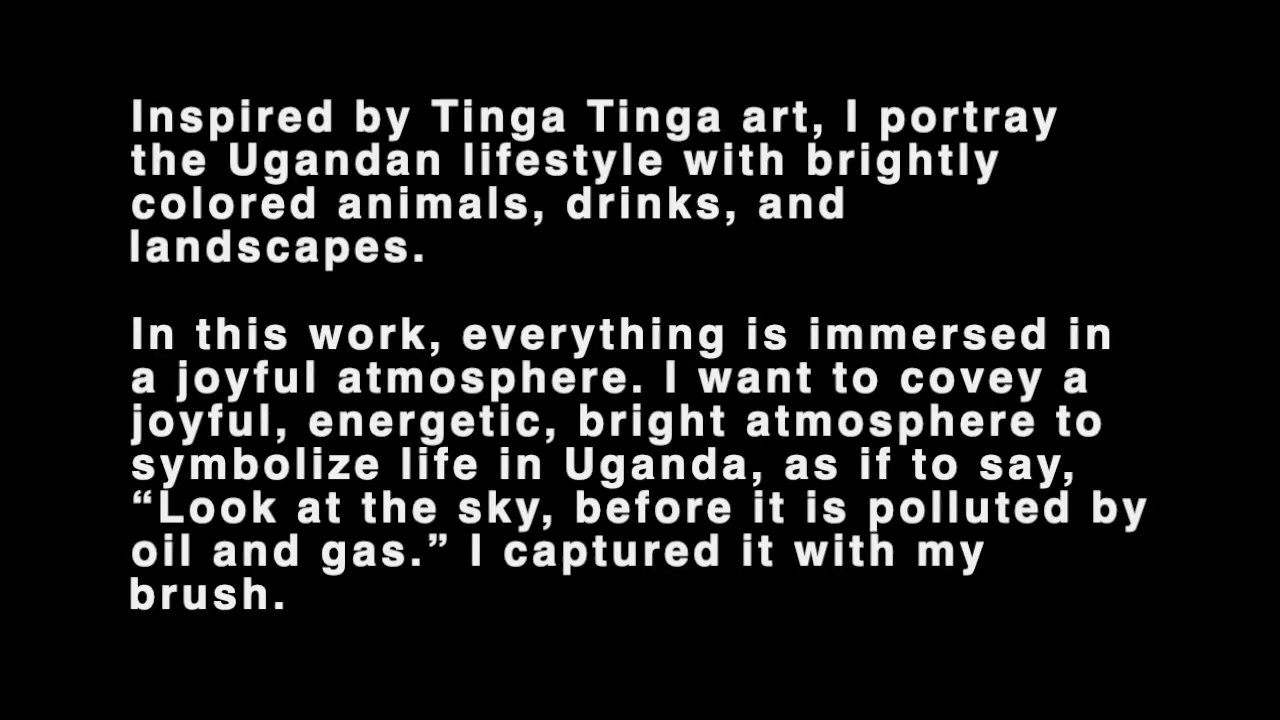 Inspired by Tinga Tinga art, I portray
the Ugandan lifestyle with brightly
colored animals, drinks, and
landscapes.
In this work, everything is immersed in
a joyful atmosphere. I want to covey a
joyful, energetic, bright atmosphere to
symbolize life in Uganda, as if to say,
“Look at the sky, before it is polluted by
oil and gas.” I captured it with my
brush.